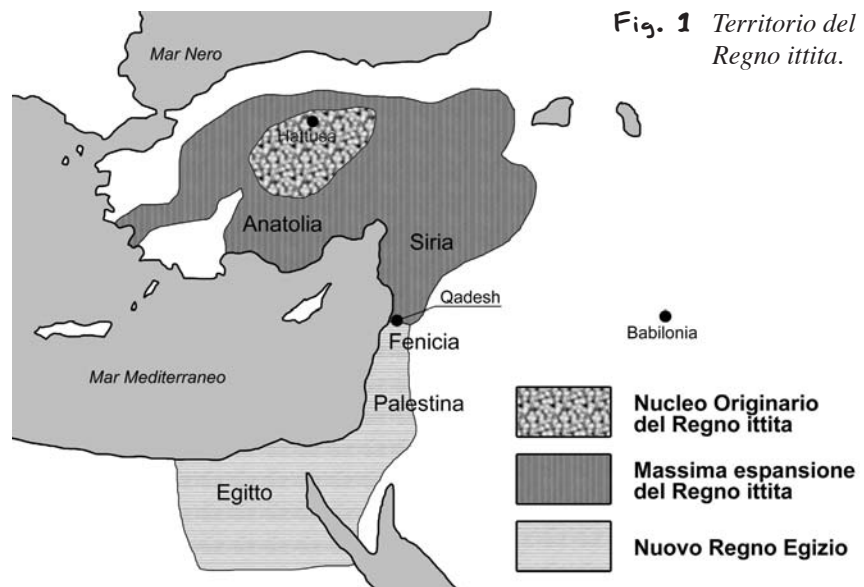 Fig. 1 Territorio del
Regno ittita.
Mar Nero
Hattusa
Anatolia
Siria
Qadesh
Babilonia
Fenicia
Mar Mediterraneo
Palestina
Egitto
Nucleo Originario
del Regno ittita
Massima espansione
del Regno ittita
Nuovo Regno Egizio